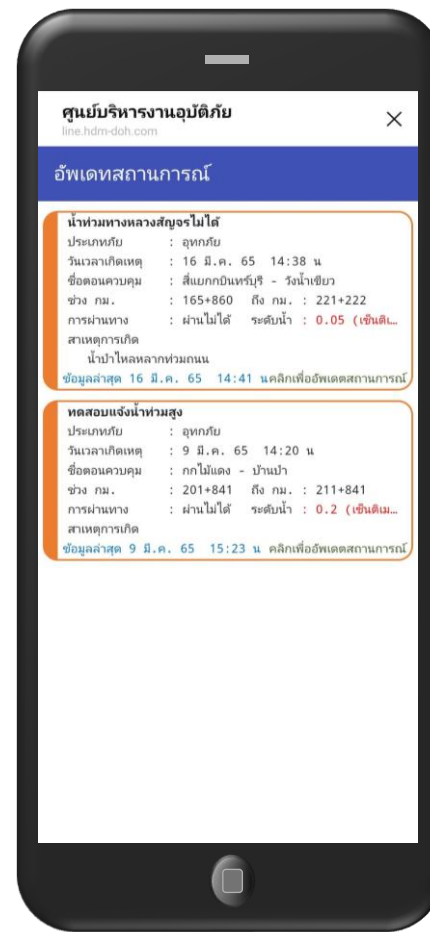 ศูนย์บริหารงานอุบัติภัย
line.hdm-doh.com
อัพเดทสถานการณ์
น้ำท่วมทางหลวงสัญจรไม่ได้
ประเภทภัย : อุทกภัย
วันเวลาเกิดเหตุ : 16 มี.ค. 65 14:38 น
ชื่อตอนควบคุม : สี่แยกกบินทร์บุรี - วังน้ำเขียว
ช่วง กม. : 165+860 ถึง กม. : 221+222
การผ่านทาง : ผ่านไม่ได้ ระดับน้ำ : 0.05 (เซ็นติเ...
สาเหตุการเกิด
น้ำป่าไหลหลากท่วมถนน
ข้อมูลล่าสุด 16 มี.ค. 65 14:41 น คลิกเพื่ออัพเดตสถานการณ์
ทดสอบแจ้งน้ำท่วมสูง
ประเภทภัย : อุทกภัย
วันเวลาเกิดเหตุ : 9 มี.ค. 65 14:20 น
ชื่อตอนควบคุม : กกไม้แดง - บ้านป่า
ช่วง กม. : 201+841 ถึง กม. : 211+841
การผ่านทาง : ผ่านไม่ได้ ระดับน้ำ : 0.2 (เซ็นติเม...
สาเหตุการเกิด
ข้อมูลล่าสุด 9 มี.ค. 65 15:23 น คลิกเพื่ออัพเดตสถานการณ์